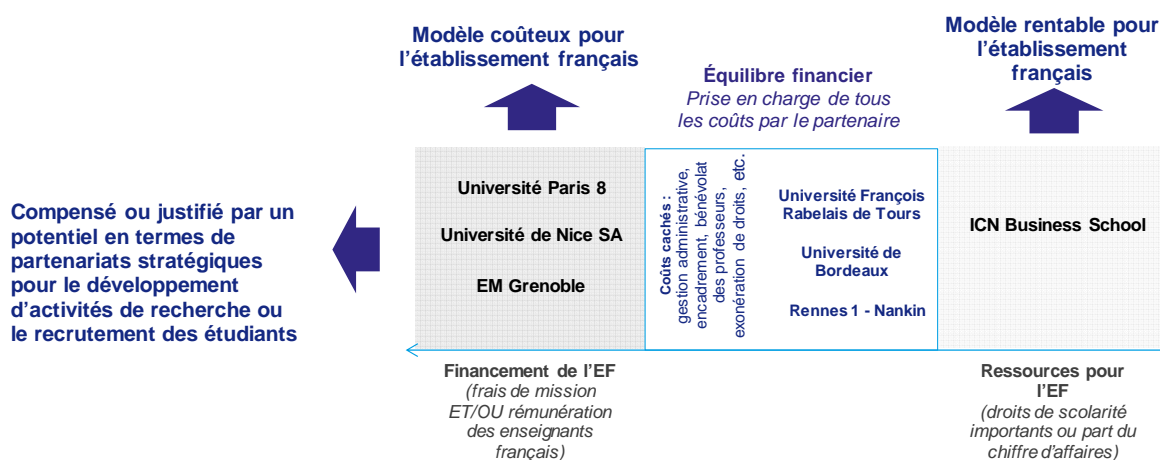 Modèle coûteux pour
l'établissement français
Équilibre financier
Prise en charge de tous
les coûts par le partenaire
Modèle rentable pour
l'établissement
français
Compensé ou justifié par un
potentiel en termes de
partenariats stratégiques
pour le développement
d'activités de recherche ou
le recrutement des étudiants
Université Paris 8
Université de Nice SA
EM Grenoble
Coûts cachés :
gestion administrative,
encadrement, bénévolat
des professeurs,
exonération de droits, etc.
Université François
Rabelais de Tours
Université de
Bordeaux
Rennes 1 - Nankin
ICN Business School
Financement de l'EF
(frais de mission
ET/OU rémunération
des enseignants
français)
Ressources pour
l'EF
(droits de scolarité
importants ou part du
chiffre d'affaires)